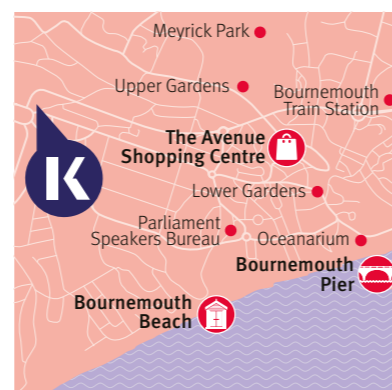 Meyrick Park
Upper Gardens
Bournemouth
Train Station
The Avenue
Shopping Centre
K
Lower Gardens
Parliament
Speakers Bureau
Oceanarium
Bournemouth
Pier
Bournemouth
Beach